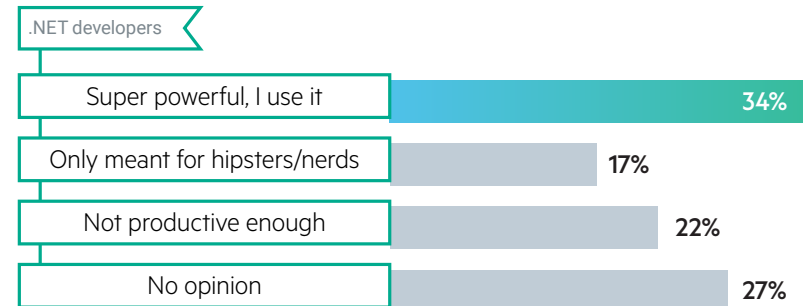 .NET developers
Super powerful, I use it
34%
Only meant for hipsters/nerds
17%
Not productive enough
22%
No opinion
27%